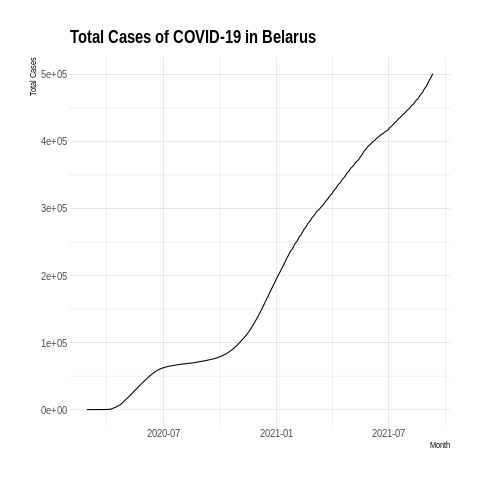 Total Cases of COVID-19 in Belarus
Total Cases
5e+05
4e+05
3e+05
2e+05
1e+05
0e+00
2020-07 2021-01 2021-07
Month